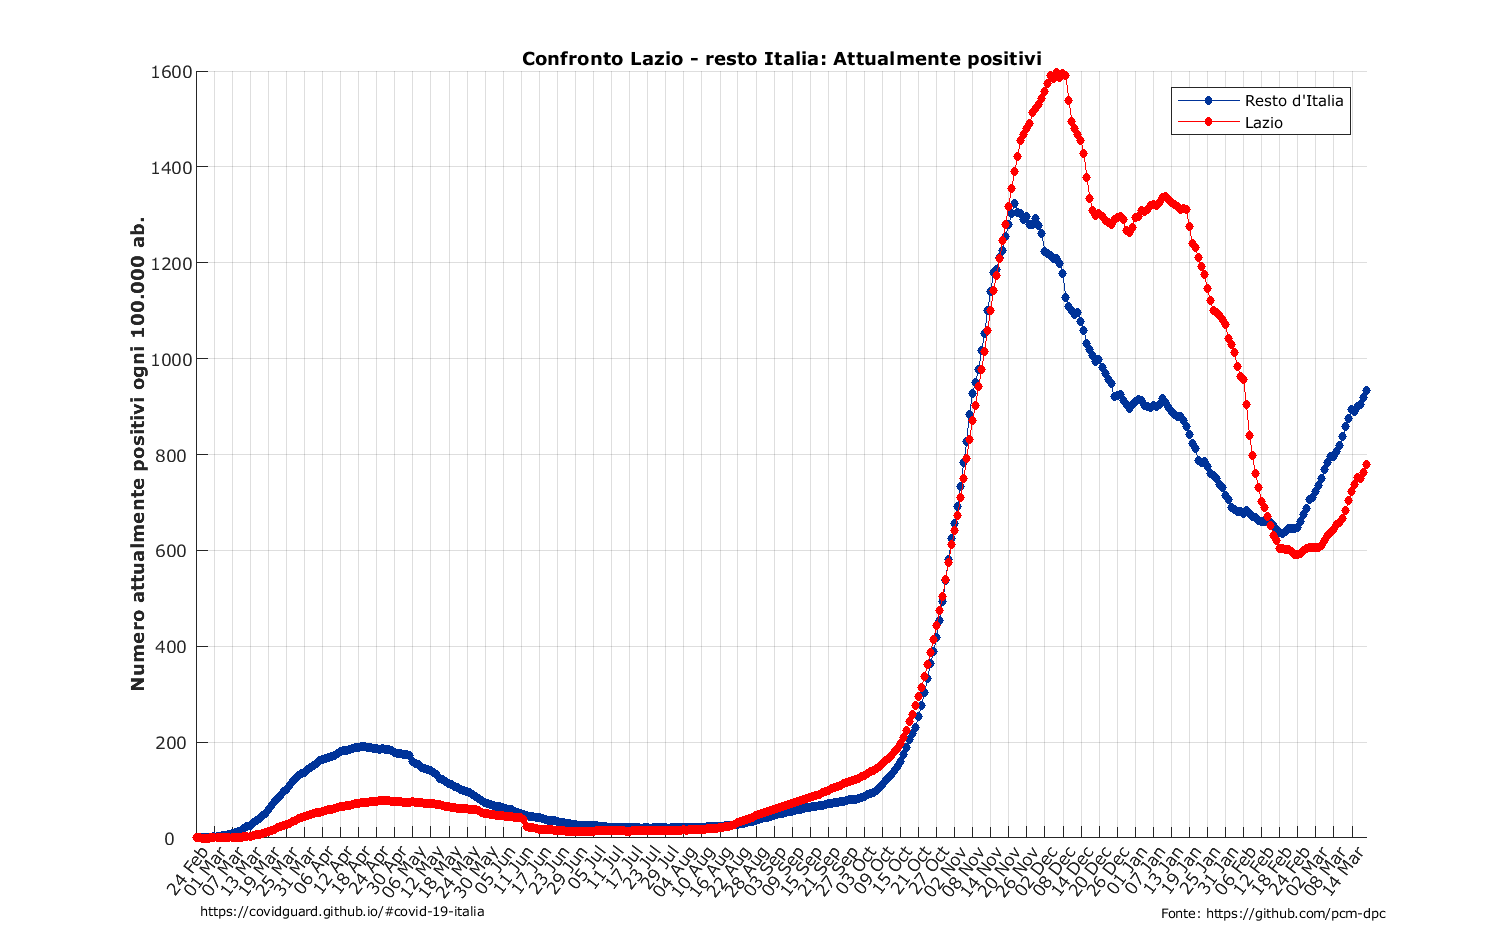 Confronto Lazio - resto Italia: Attualmente positivi
Numero attualmente positivi ogni 100.000 ab.
1600
1400
1200
1000
800
600
400
200
0
Resto d'Italia
Lazio
24 Feb
01 Mar
07 Mar
13 Mar
19 Mar
25 Mar
31 Mar
06 Apr
12 Apr
18 Apr
24 Apr
30 Apr
06 May
12 May
18 May
24 May
30 May
05 Jun
11 Jun
17 Jun
23 Jun
29 Jun
05 Jul
11 Jul
17 Jul
23 Jul
29 Jul
04 Aug
10 Aug
16 Aug
22 Aug
28 Aug
03 Sep
09 Sep
15 Sep
21 Sep
27 Sep
03 Oct
09 Oct
15 Oct
21 Oct
27 Oct
02 Nov
08 Nov
14 Nov
20 Nov
26 Nov
02 Dec
08 Dec
14 Dec
20 Dec
26 Dec
01 Jan
07 Jan
13 Jan
19 Jan
25 Jan
31 Jan
06 Feb
12 Feb
18 Feb
24 Feb
02 Mar
08 Mar
14 Mar
https://covidguard.github.io/#covid-19-italia
Fonte: https://github.com/pcm-dpc